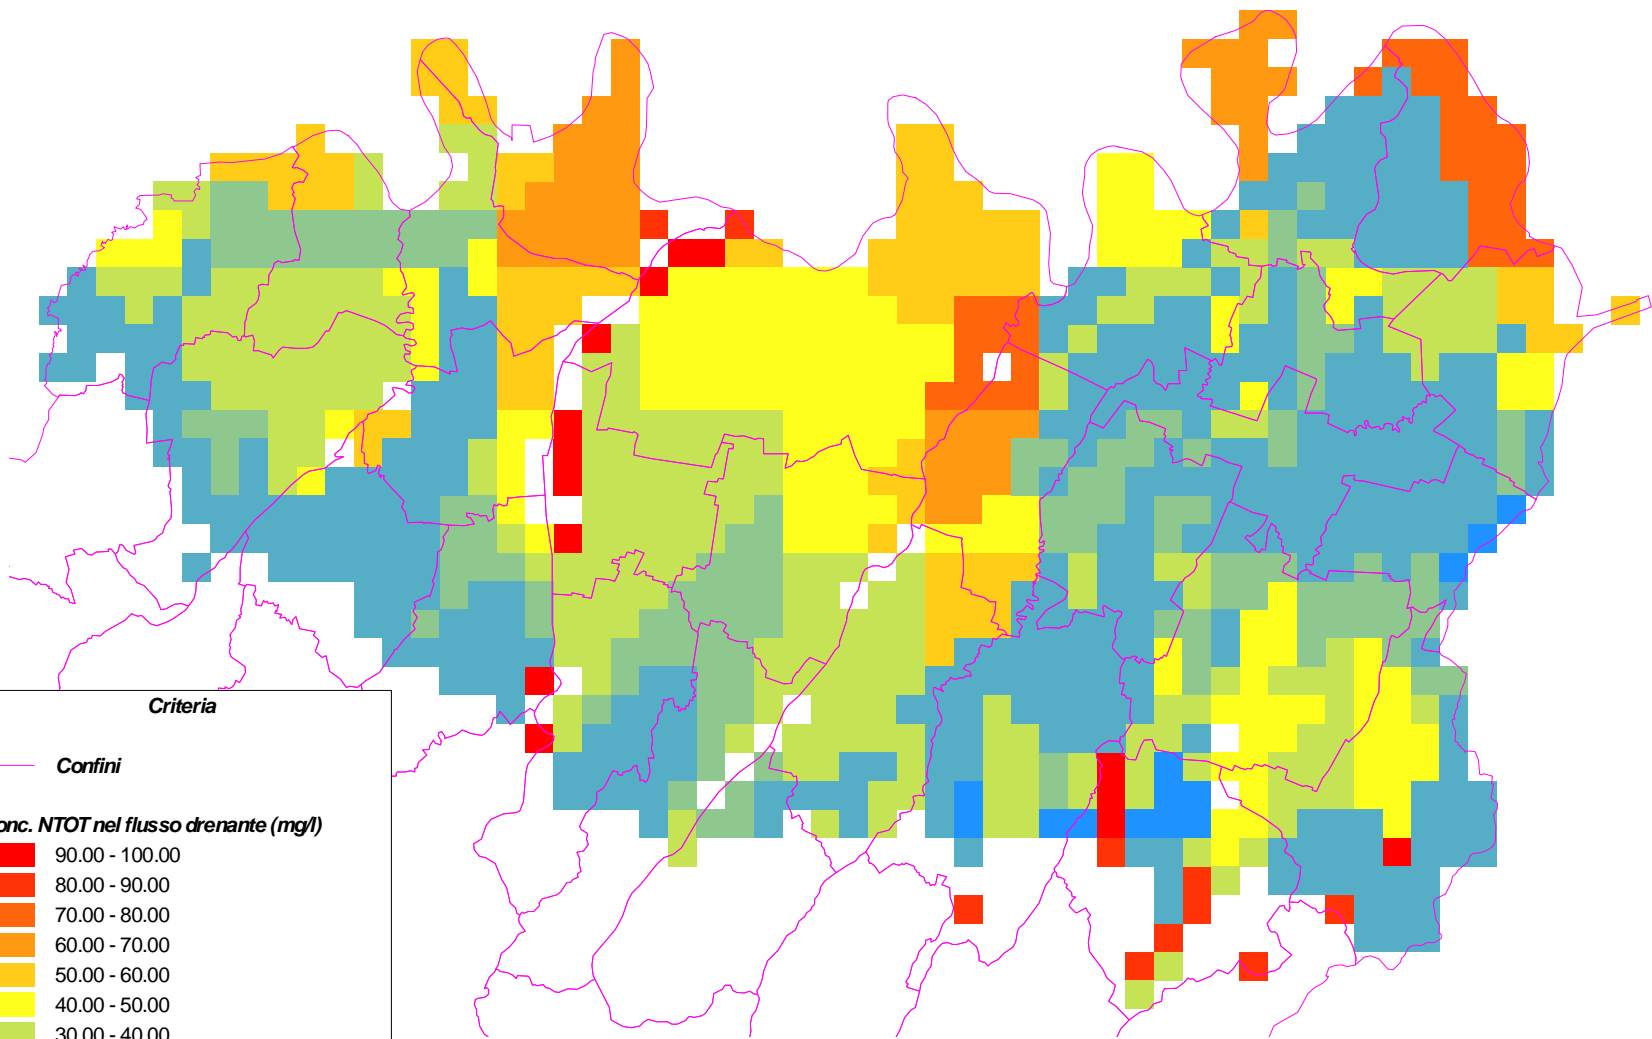 Criteria
Confini
onc. NTOT nel flusso drenante (mg/l)
90.00 - 100.00
80.00 - 90.00
70.00 - 80.00
60.00 - 70.00
50.00 - 60.00
40.00 - 50.00
30.00 - 40.00